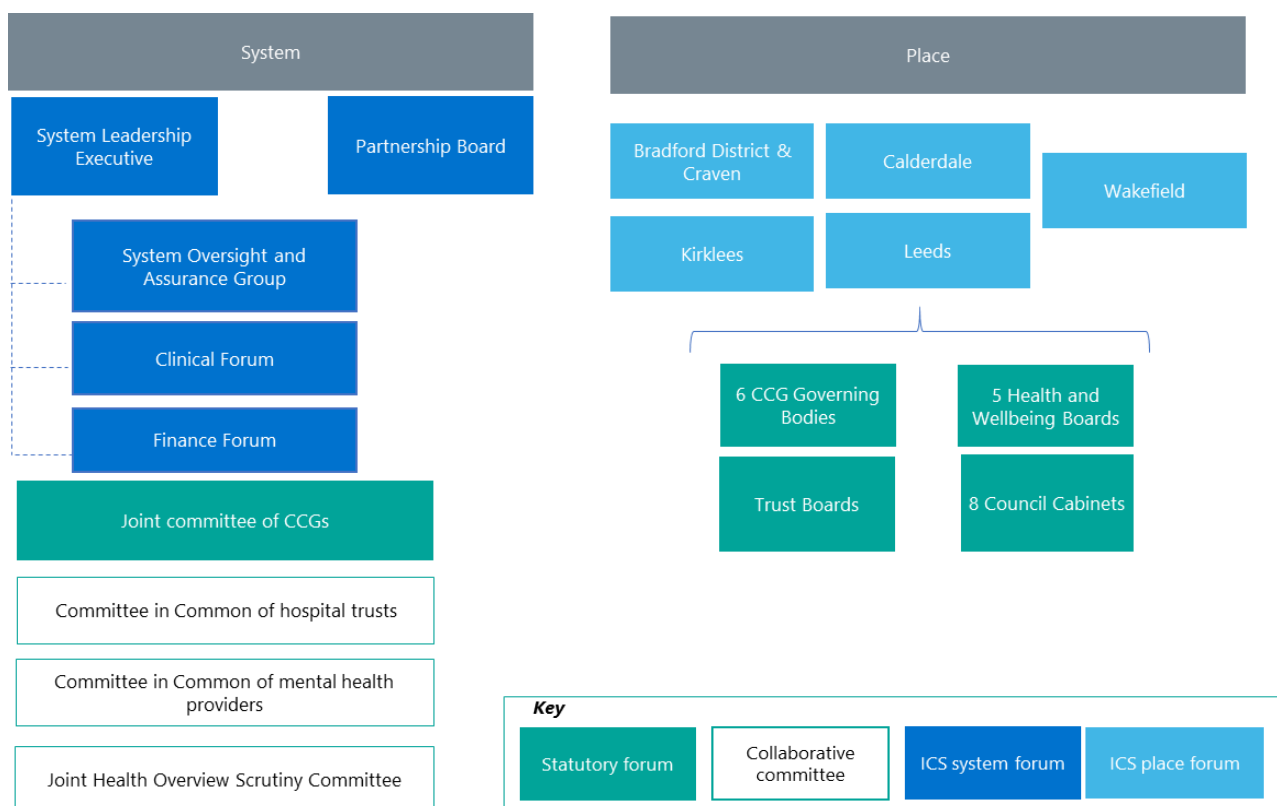 System
System Leadership
Executive
Partnership Board
System Oversight and
Assurance Group
Clinical Forum
Finance Forum
Joint committee of CCGs
Committee in Common of hospital trusts
Committee in Common of mental health
providers
Joint Health Overview Scrutiny Committee
Place
Bradford District &
Craven
Calderdale
Wakefield
Kirklees
Leeds
6 CCG Governing
Bodies
5 Health and
Wellbeing Boards
Trust Boards
8 Council Cabinets
Key
Statutory forum
Collaborative
committee
ICS system forum
ICS place forum